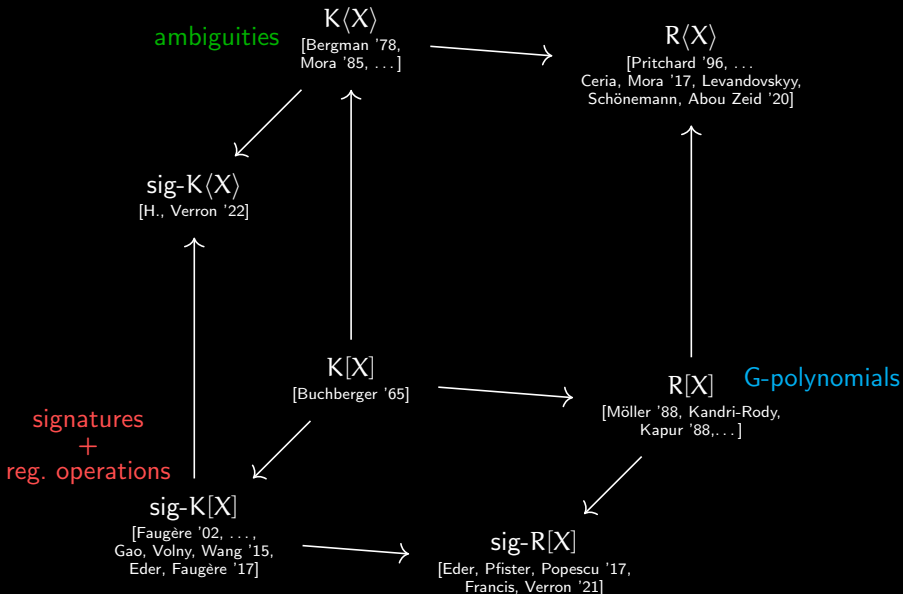 ambiguities
K⟨X⟩
[Bergman '78,
Mora '85, ...]
R⟨X⟩
[Pritchard '96, ...
Ceria, Mora '17, Levandovskyy,
Schönemann, Abou Zeid '20]
sig-K⟨X⟩
[H., Verron '22]
K[X]
[Buchberger '65]
R[X]
G-polynomials
[Möller '88, Kandri-Rody,
Kapur '88,...]
signatures
+
reg. operations
sig-K[X]
[Faugère '02, ...,
Gao, Volny, Wang '15,
Eder, Faugère '17]
sig-R[X]
[Eder, Pfister, Popescu '17,
Francis, Verron '21]